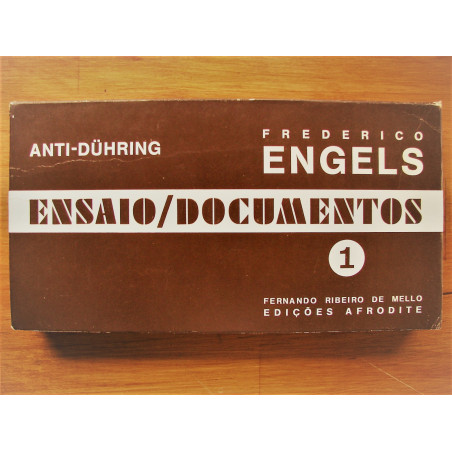 ANTI-DÜHRING
FREDERICO
ENGELS
ENSAIO/DOCUMENTOS
1
FERNANDO RIBEIRO DE MELLO
EDIÇÕES AFRODITE